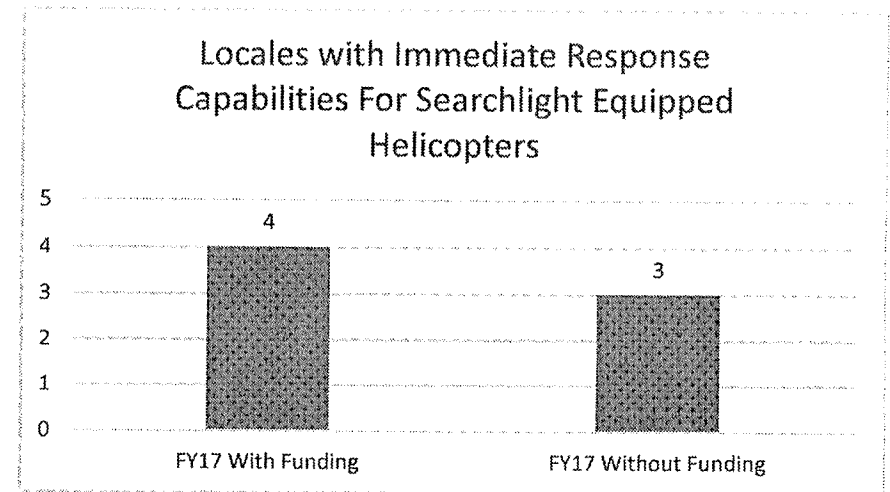 Locales with Immediate Response
Capabilities For Searchlight Equipped
Helicopters
5
4
3
2
1
0
4
3
FY17 With Funding
FY17 Without Funding